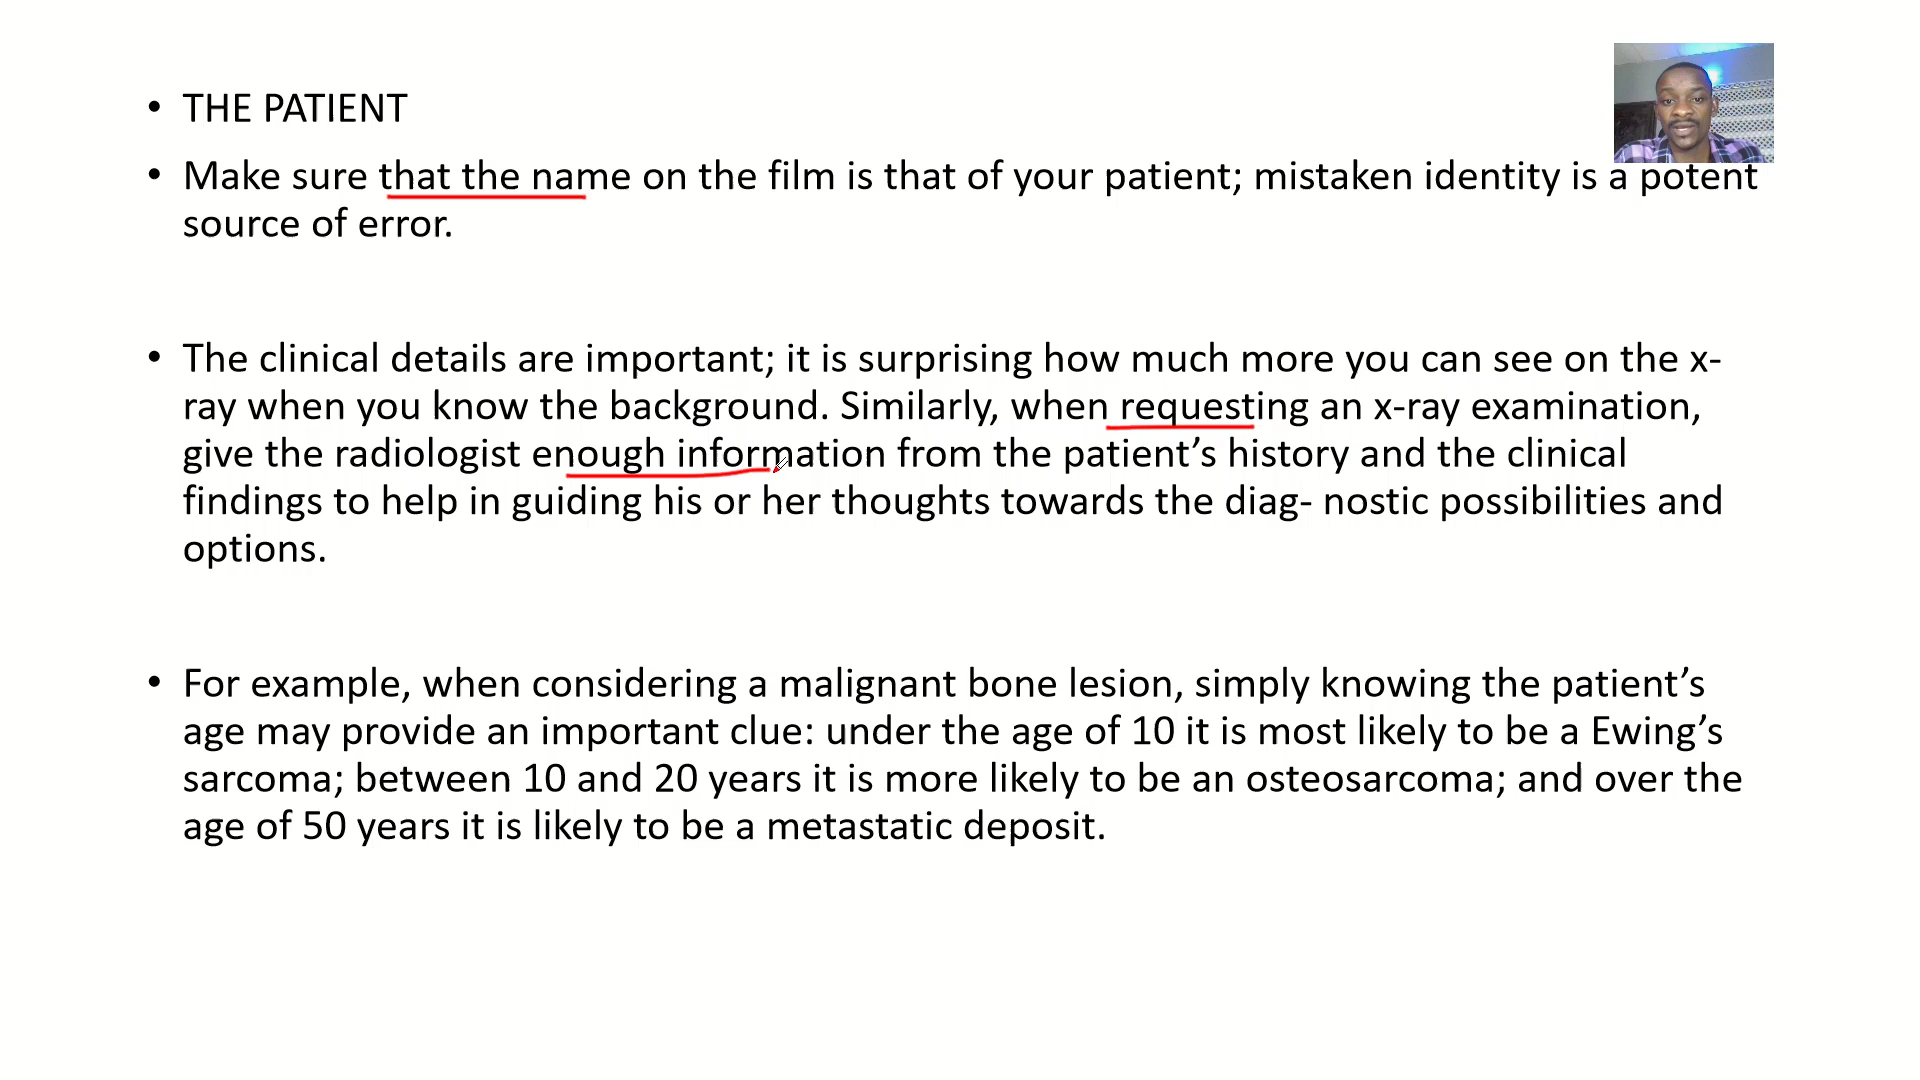 • THE PATIENT
• Make sure that the name on the film is that of your patient; mistaken identity is a potent
source of error.
• The clinical details are important; it is surprising how much more you can see on the x-
ray when you know the background. Similarly, when requesting an x-ray examination,
give the radiologist enough information from the patient’s history and the clinical
findings to help in guiding his or her thoughts towards the diag- nostic possibilities and
options.
• For example, when considering a malignant bone lesion, simply knowing the patient’s
age may provide an important clue: under the age of 10 it is most likely to be a Ewing’s
sarcoma; between 10 and 20 years it is more likely to be an osteosarcoma; and over the
age of 50 years it is likely to be a metastatic deposit.